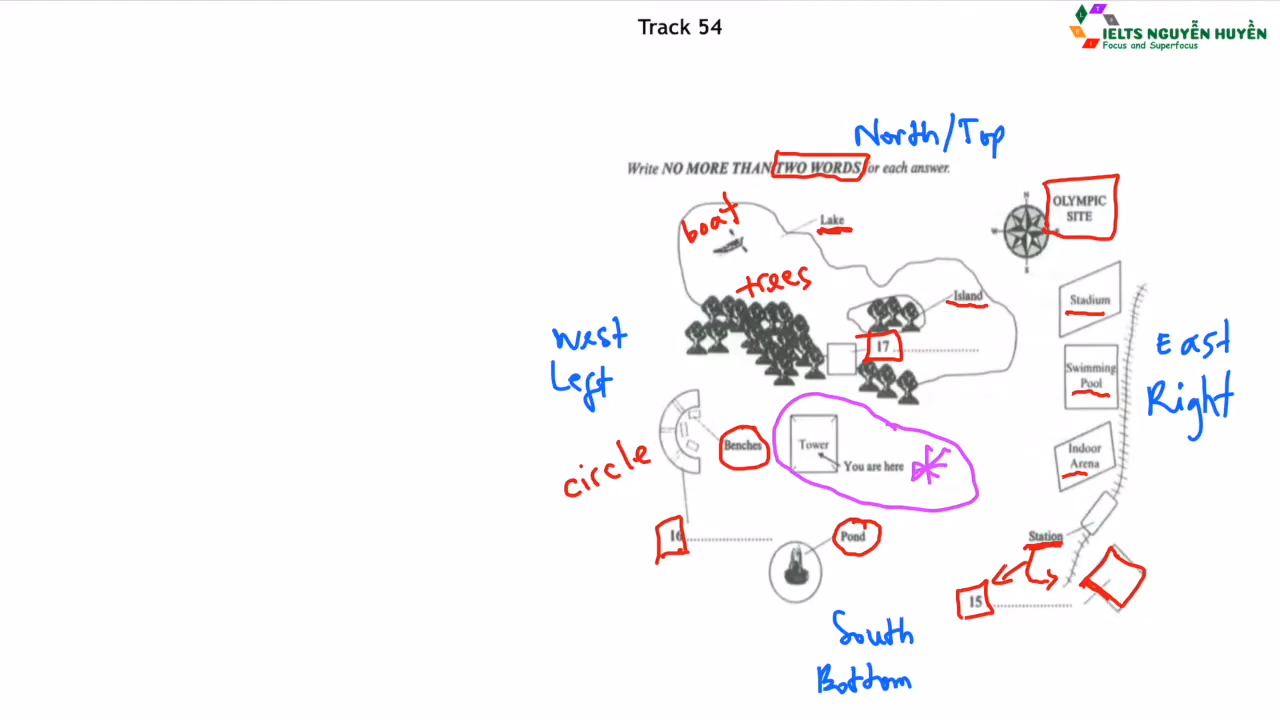 Track 54
IELTS NGUYỄN HUYỀN
Focus and Superfocus
North/Top
Write NO MORE THAN TWO WORDS for each answer.
OLYMPIC
SITE
N
boat
Lake
trees
Island
Stadium
West
Left
17
East
Right
Swimming
Pool
circle
Benches
Tower
You are here
Indoor
Arena
16
Pond
Station
15
South
Bottom